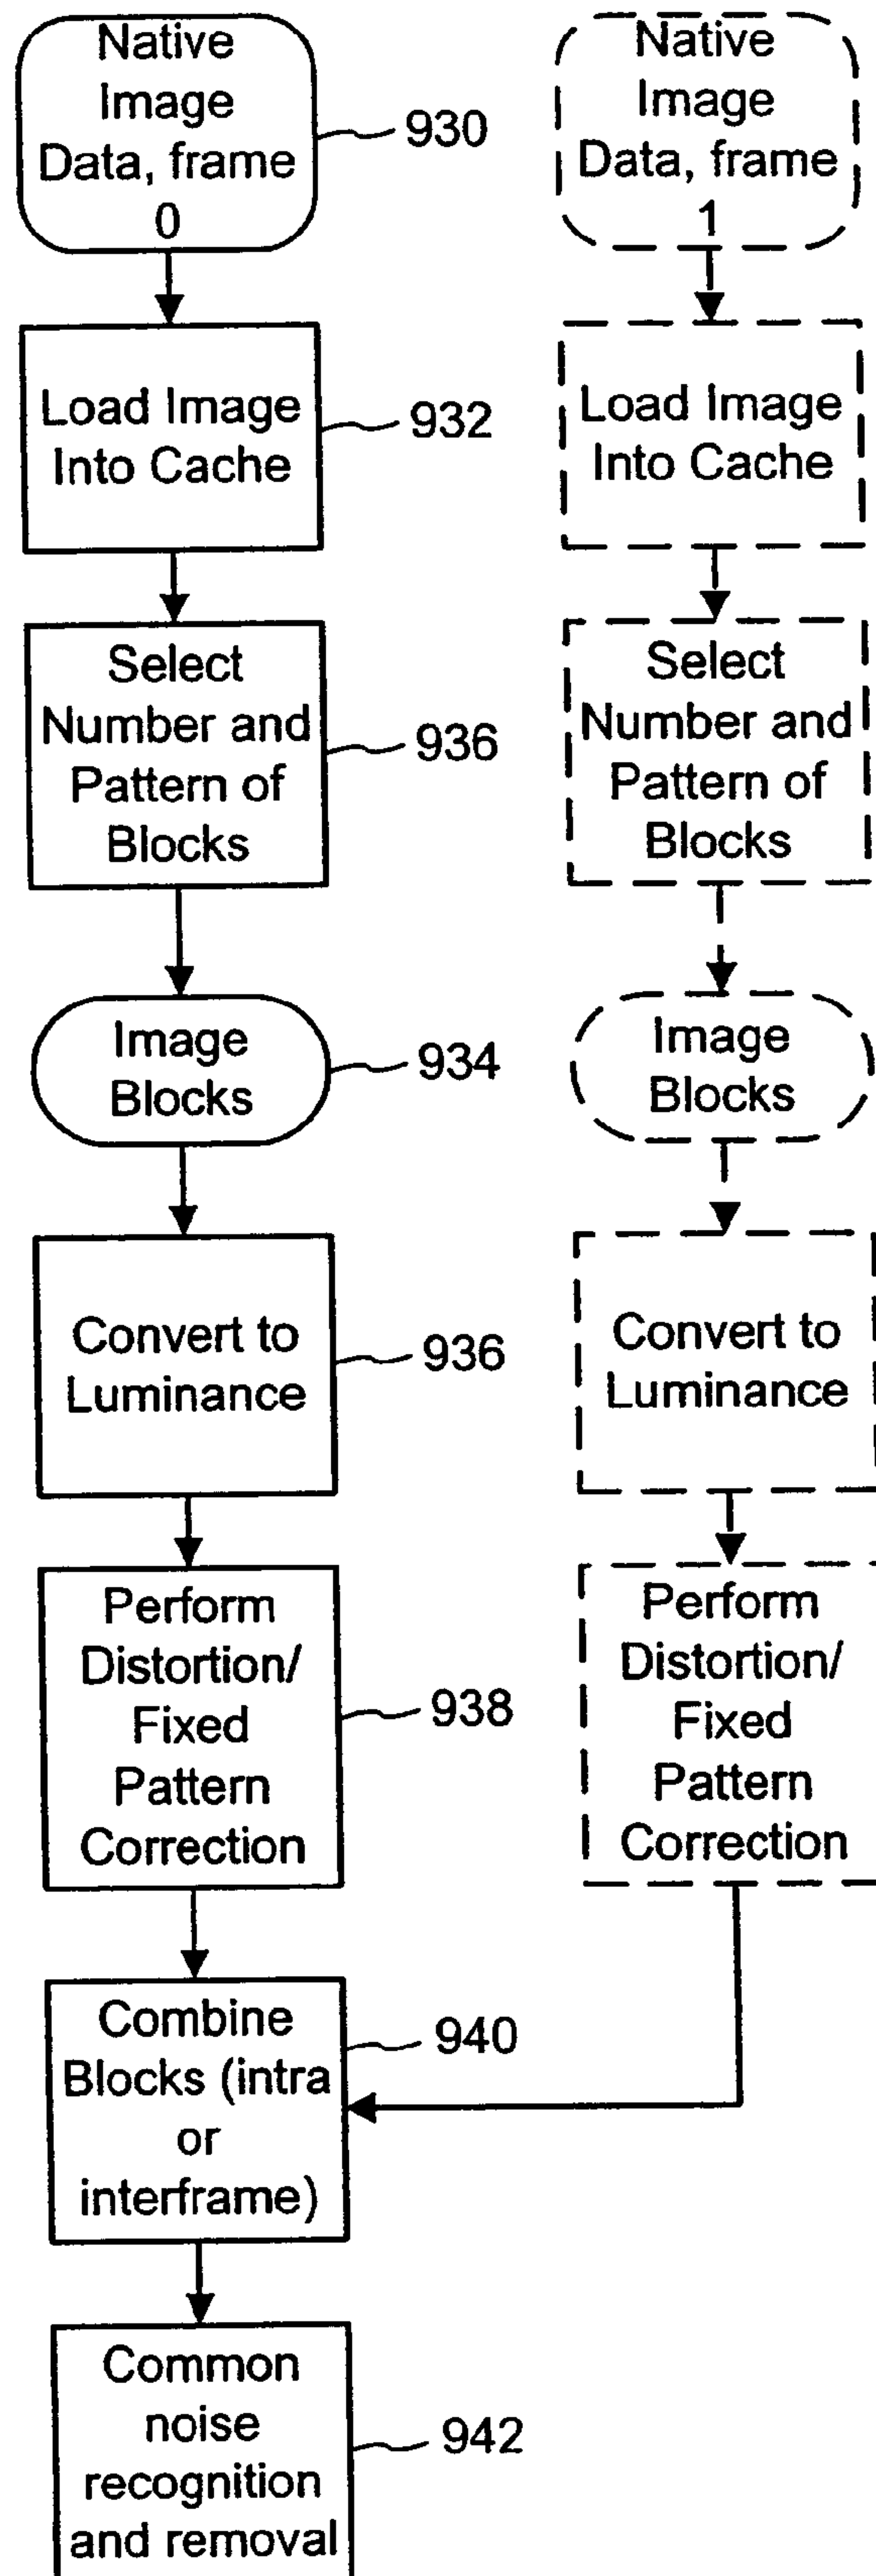 Native
Image
Data, frame
0
930
Load Image
Into Cache
932
Select
Number and
Pattern of
Blocks
936
Image
Blocks
934
Convert to
Luminance
936
Perform
Distortion/
Fixed
Pattern
Correction
938
Combine
Blocks (intra
or
interframe)
940
Common
noise
recognition
and removal
942
Native
Image
Data, frame
1
Load Image
Into Cache
Select
Number and
Pattern of
Blocks
Image
Blocks
Convert to
Luminance
Perform
Distortion/
Fixed
Pattern
Correction